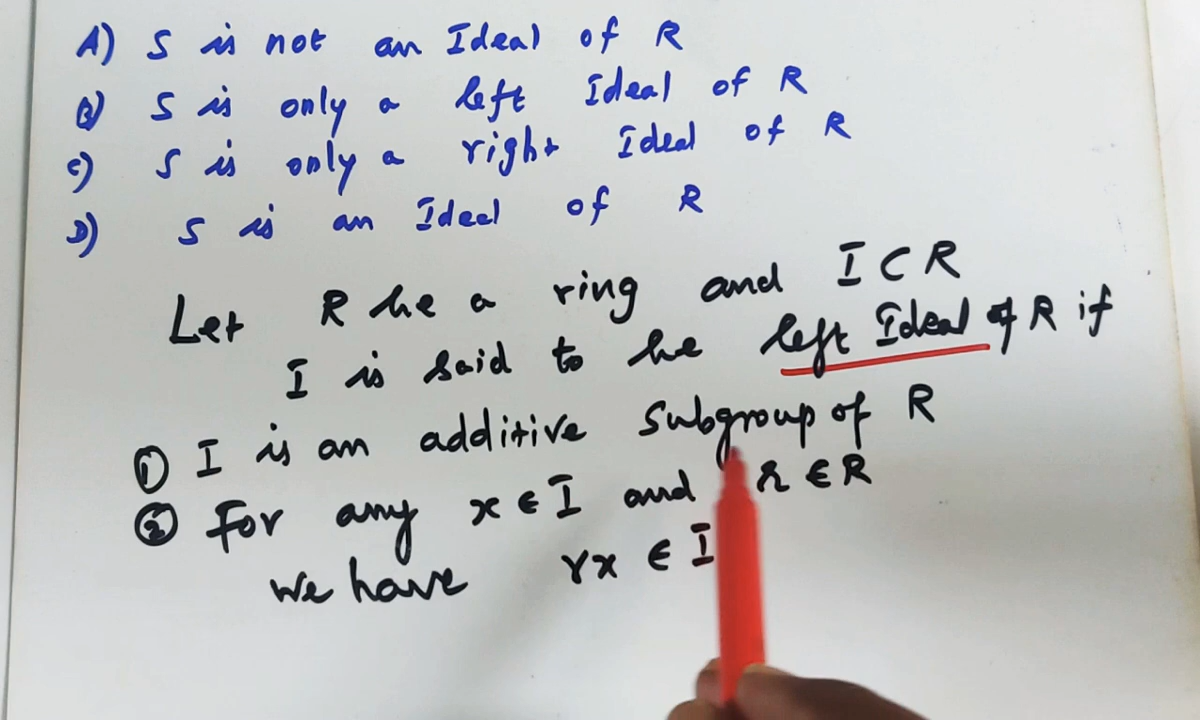 A) S is not an Ideal of R
B) S is only a left Ideal of R
C) S is only a right Ideal of R
D) S is an Ideal of R
Let R be a ring and I ⊂ R
I is said to be left Ideal of R if
① I is an additive Subgroup of R
② For any x ∈ I and r ∈ R
We have rx ∈ I